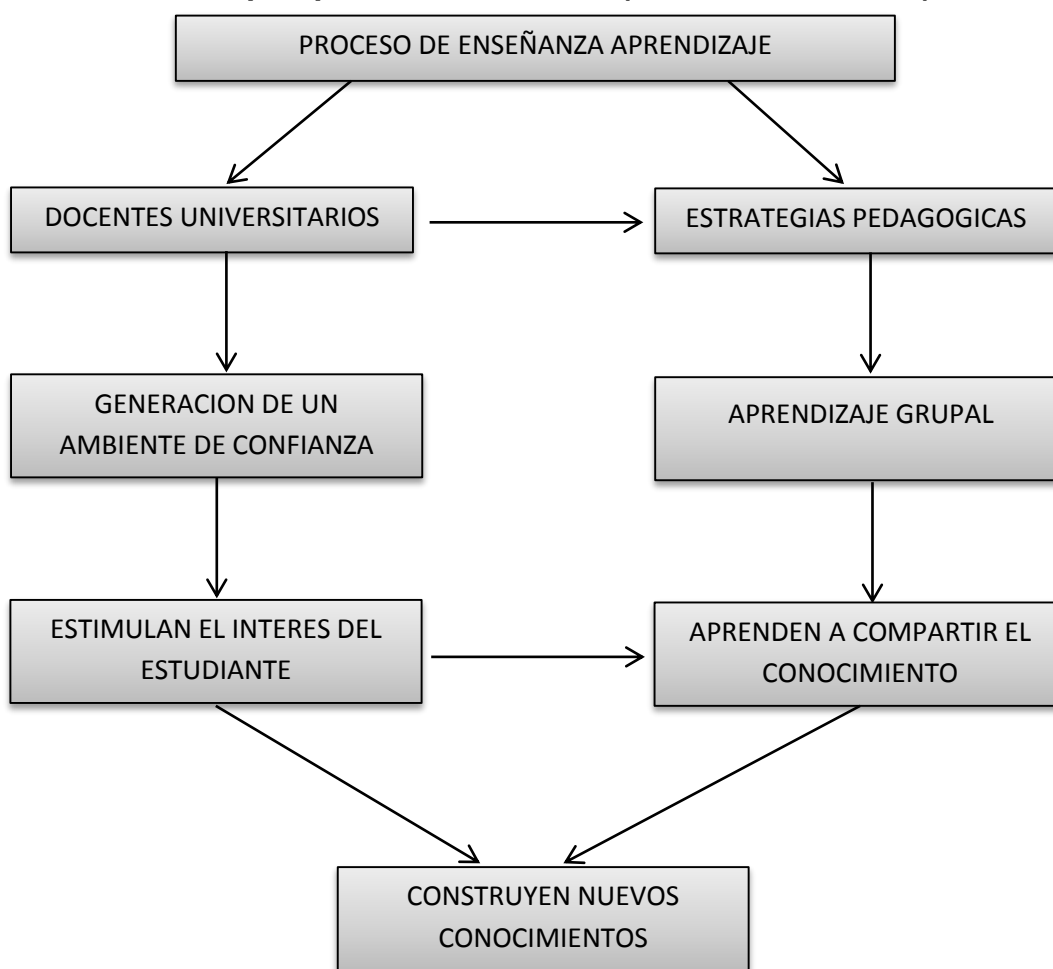 PROCESO DE ENSEÑANZA APRENDIZAJE
DOCENTES UNIVERSITARIOS
ESTRATEGIAS PEDAGOGICAS
GENERACION DE UN
AMBIENTE DE CONFIANZA
APRENDIZAJE GRUPAL
ESTIMULAN EL INTERES DEL
ESTUDIANTE
APRENDEN A COMPARTIR EL
CONOCIMIENTO
CONSTRUYEN NUEVOS
CONOCIMIENTOS